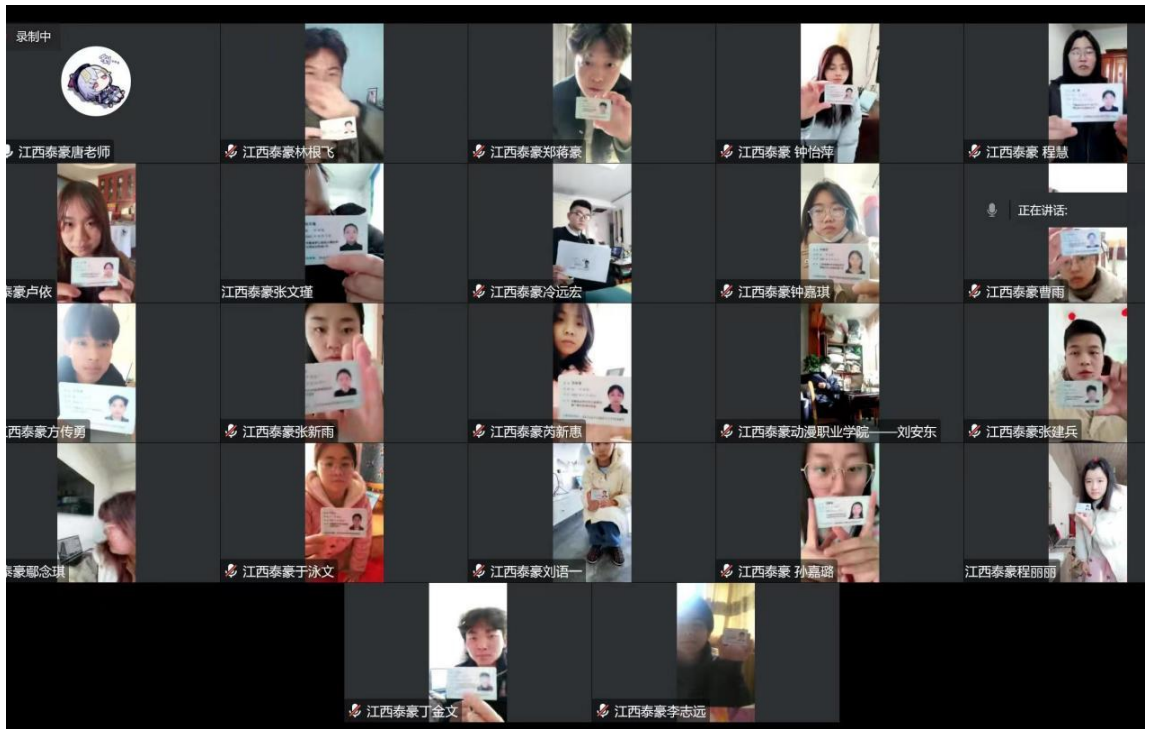 录制中
江西泰豪唐老师
江西泰豪林根飞
江西泰豪郑蒋豪
江西泰豪 钟怡萍
江西泰豪 程慧
泰豪卢依
江西泰豪张文瑾
江西泰豪冷远宏
江西泰豪钟嘉琪
正在讲话:
江西泰豪曹雨
江西泰豪方传勇
江西泰豪张新雨
江西泰豪芮新惠
江西泰豪动漫职业学院——刘安东
江西泰豪张建兵
泰豪鄢念琪
江西泰豪于泳文
江西泰豪刘语一
江西泰豪 孙嘉璐
江西泰豪程丽丽
江西泰豪丁金文
江西泰豪李志远